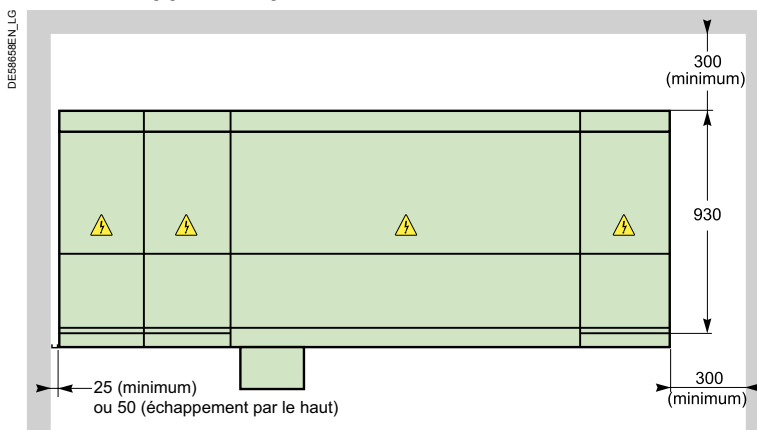 DE58658EN_LG
300
(minimum)
930
25 (minimum)
ou 50 (échappement par le haut)
300
(minimum)